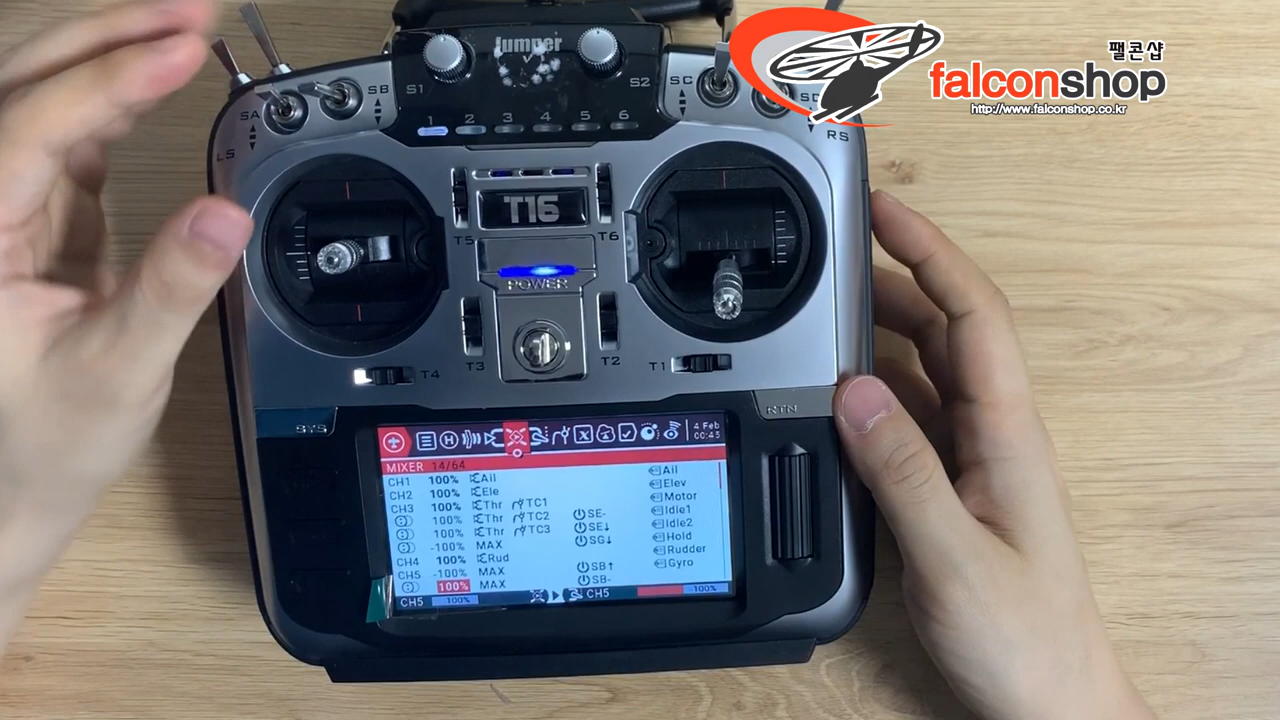 팰콘샵
falconshop
http://www.falconshop.co.kr
Jumper
S1
S2
SA
SB
SC
SD
LS
RS
1 2 3 4 5 6
T16
T5
T6
POWER
T3
T2
T4
T1
SYS
RTN
4 Feb
00:45
MIXER 14/64
CH1 100% Ail Ail
CH2 100% Ele Elev
CH3 100% Thr TC1 Motor
100% Thr TC2 SE- Idle1
100% Thr TC3 SE↓ Idle2
-100% MAX SG↓ Hold
CH4 100% Rud Rudder
CH5 -100% MAX SB↑ Gyro
100% MAX SB-
CH5 100% CH5 100%